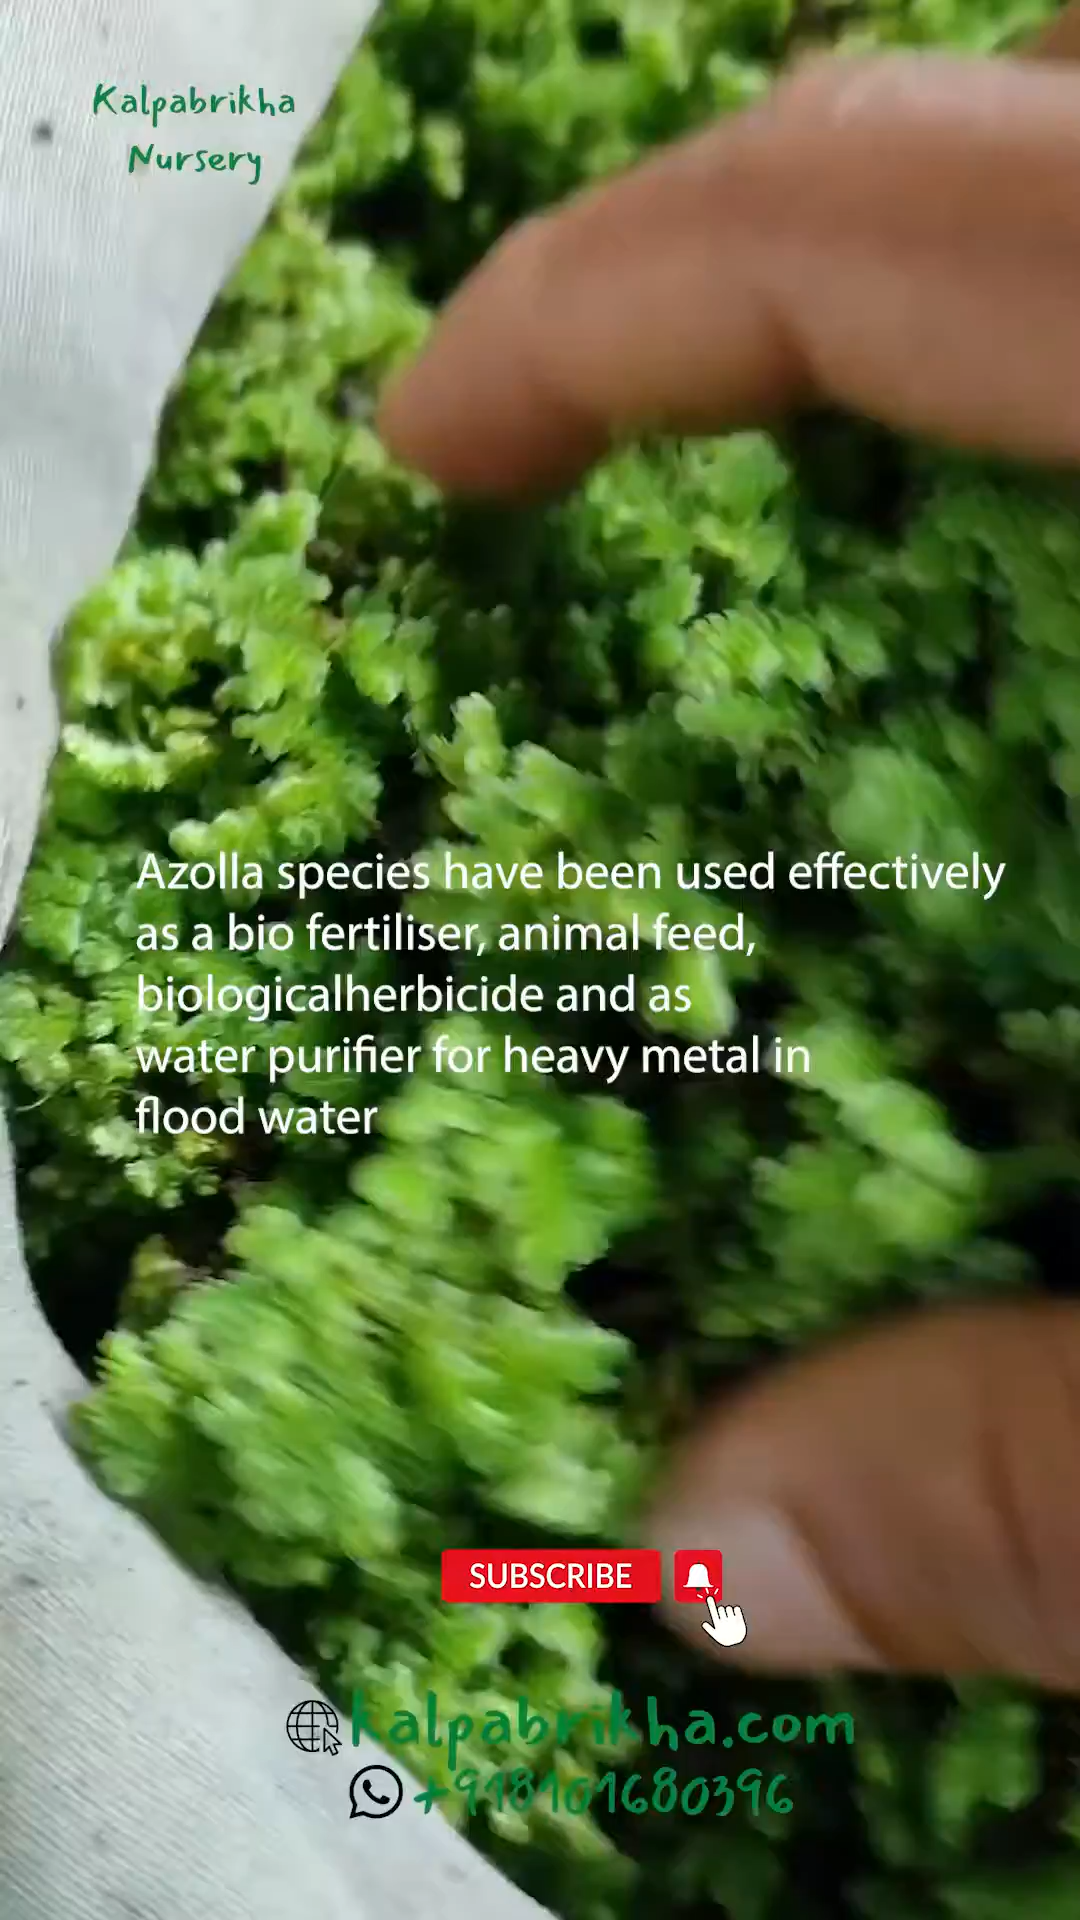 Kalpabrikha
Nursery
Azolla species have been used effectively
as a bio fertiliser, animal feed,
biologicalherbicide and as
water purifier for heavy metal in
flood water
SUBSCRIBE
kalpabrikha.com
+918101680396